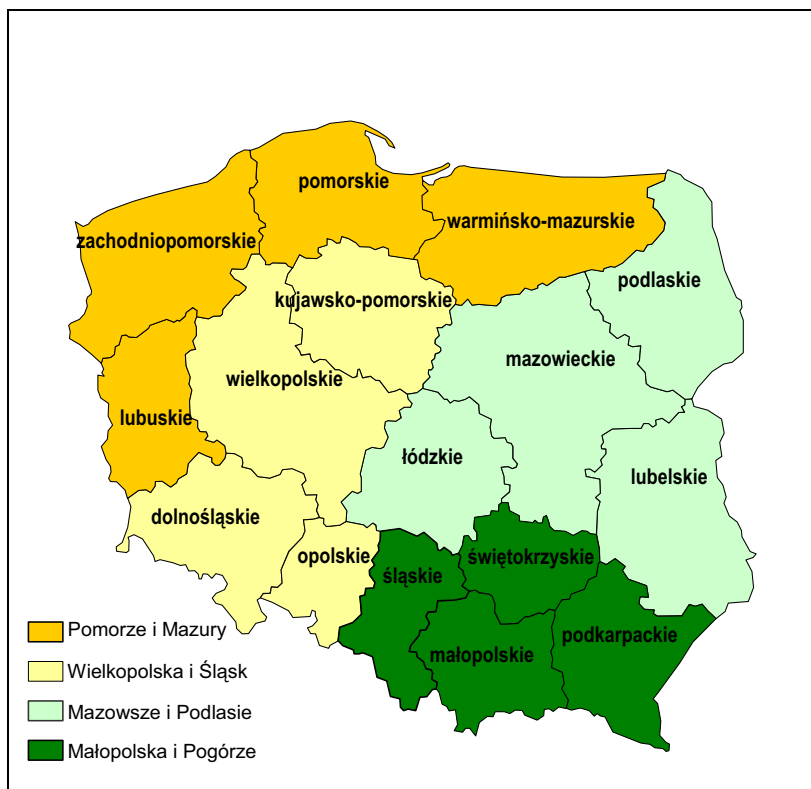 pomorskie
warmińsko-mazurskie
zachodniopomorskie
podlaskie
kujawsko-pomorskie
mazowieckie
wielkopolskie
lubuskie
łódzkie
lubelskie
dolnośląskie
opolskie
śląskie
świętokrzyskie
podkarpackie
małopolskie
Pomorze i Mazury
Wielkopolska i Śląsk
Mazowsze i Podlasie
Małopolska i Pogórze